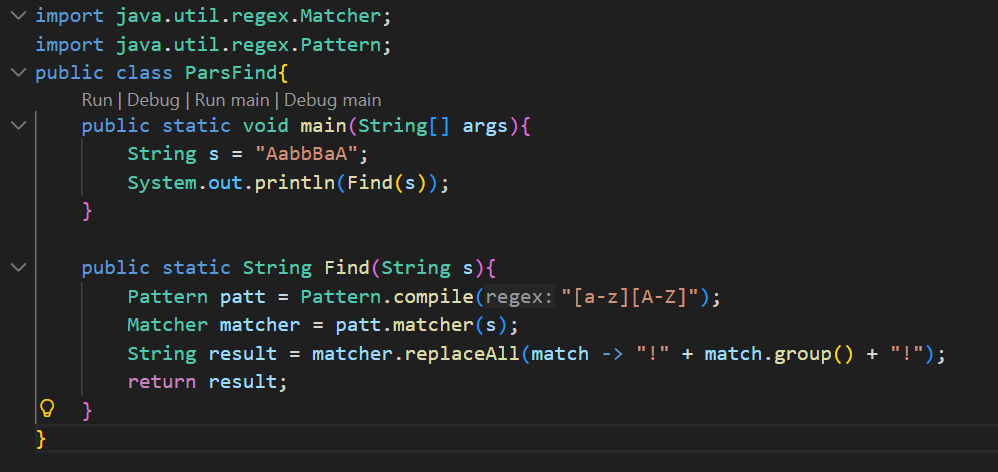 import java.util.regex.Matcher;
import java.util.regex.Pattern;
public class ParsFind{
Run | Debug | Run main | Debug main
public static void main(String[] args){
String s = "AabbBaA";
System.out.println(Find(s));
}
public static String Find(String s){
Pattern patt = Pattern.compile(regex: "[a-z][A-Z]");
Matcher matcher = patt.matcher(s);
String result = matcher.replaceAll(match -> "!" + match.group() + "!");
return result;
}
}